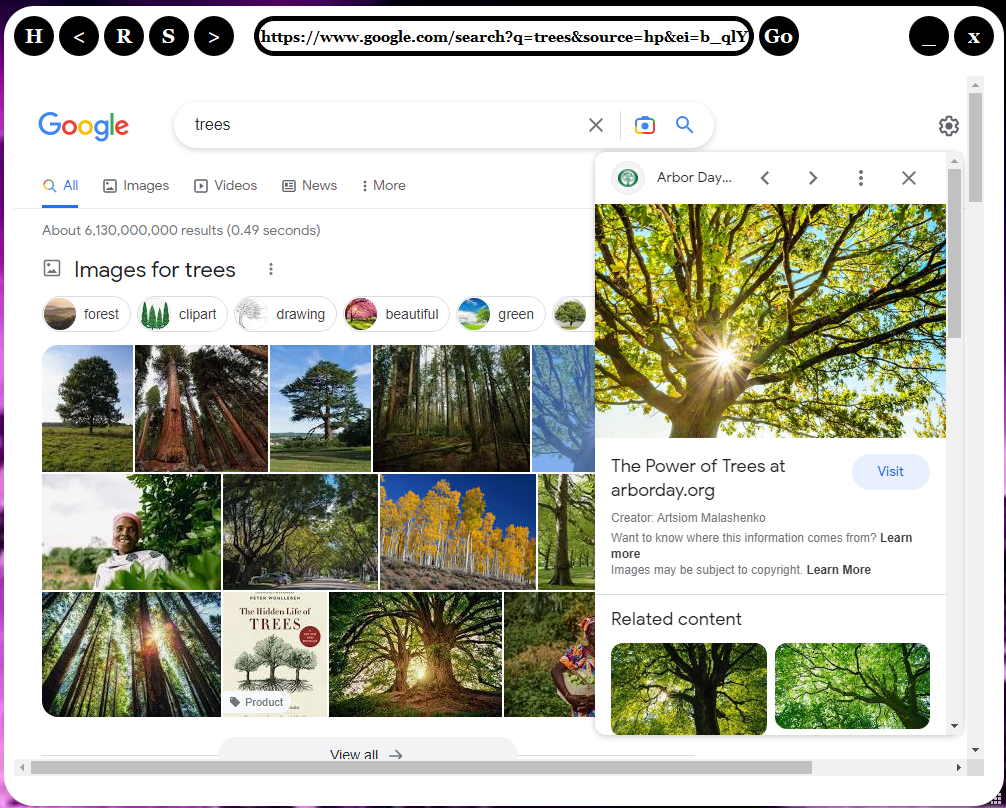 H < R S > https://www.google.com/search?q=trees&source=hp&ei=b_qlY Go _ x
Google trees
All Images Videos News More
About 6,130,000,000 results (0.49 seconds)
Images for trees
forest clipart drawing beautiful green
PETER WOHLLEBEN
The Hidden Life of
TREES
Product
View all
Arbor Day...
The Power of Trees at
arborday.org
Visit
Creator: Artsiom Malashenko
Want to know where this information comes from? Learn
more
Images may be subject to copyright. Learn More
Related content